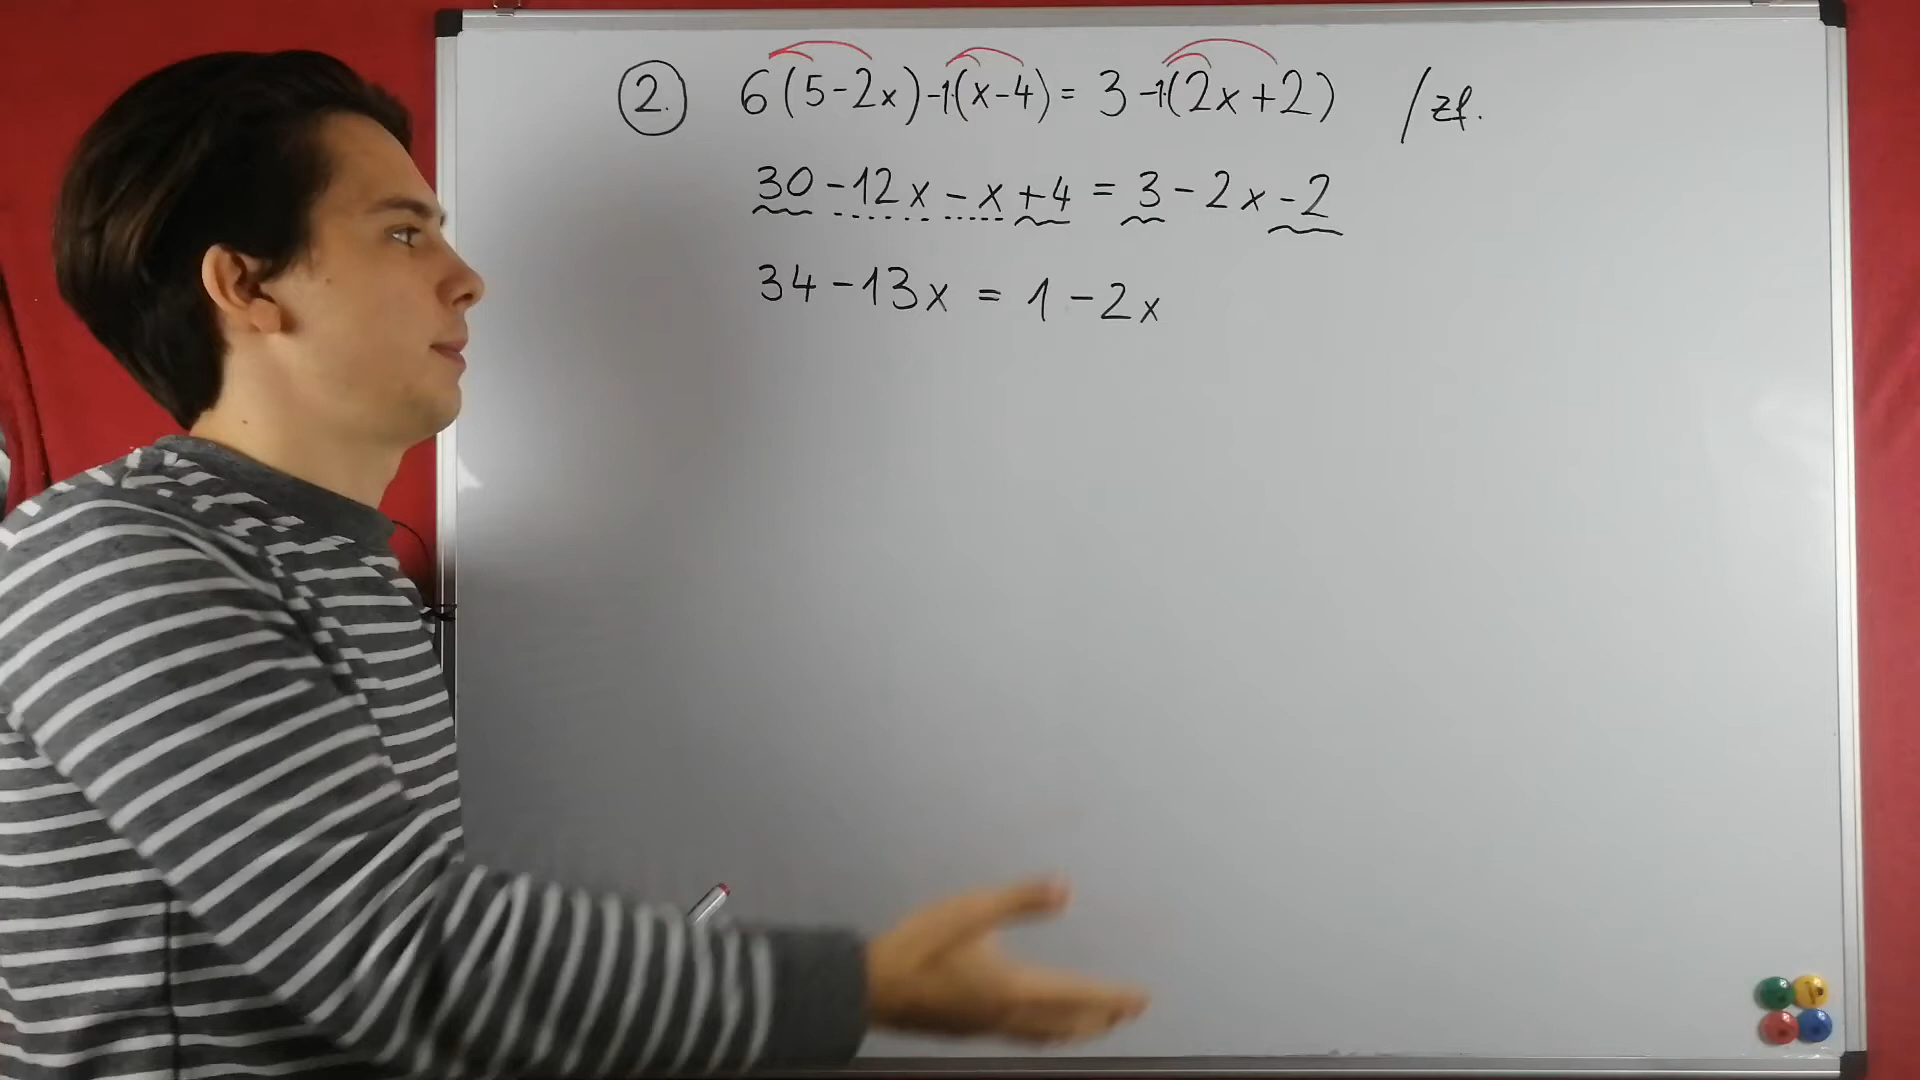 2. 6(5-2x)-1(x-4)= 3-1(2x+2) /zł.
30-12x-x+4 = 3-2x-2
34-13x = 1-2x